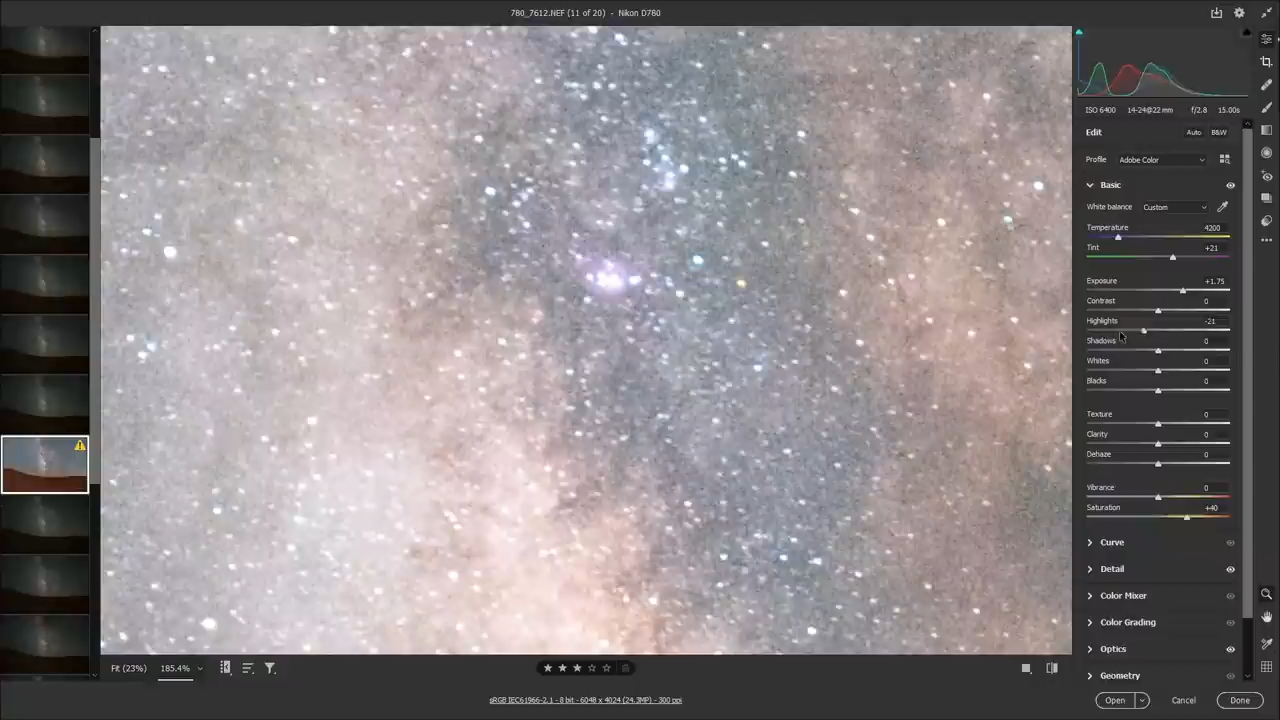 780_7612.NEF (11 of 20) - Nikon D780
ISO 6400 14-24@22 mm f/2.8 15.00s
Edit Auto B&W
Profile Adobe Color
Basic
White balance Custom
Temperature 4200
Tint +21
Exposure +1.75
Contrast 0
Highlights -21
Shadows 0
Whites 0
Blacks 0
Texture 0
Clarity 0
Dehaze 0
Vibrance 0
Saturation +40
Curve
Detail
Color Mixer
Color Grading
Optics
Geometry
Fit (23%) 185.4%
sRGB IEC61966-2.1 - 8 bit - 6048 x 4024 (24.3MP) - 300 ppi
Open Cancel Done